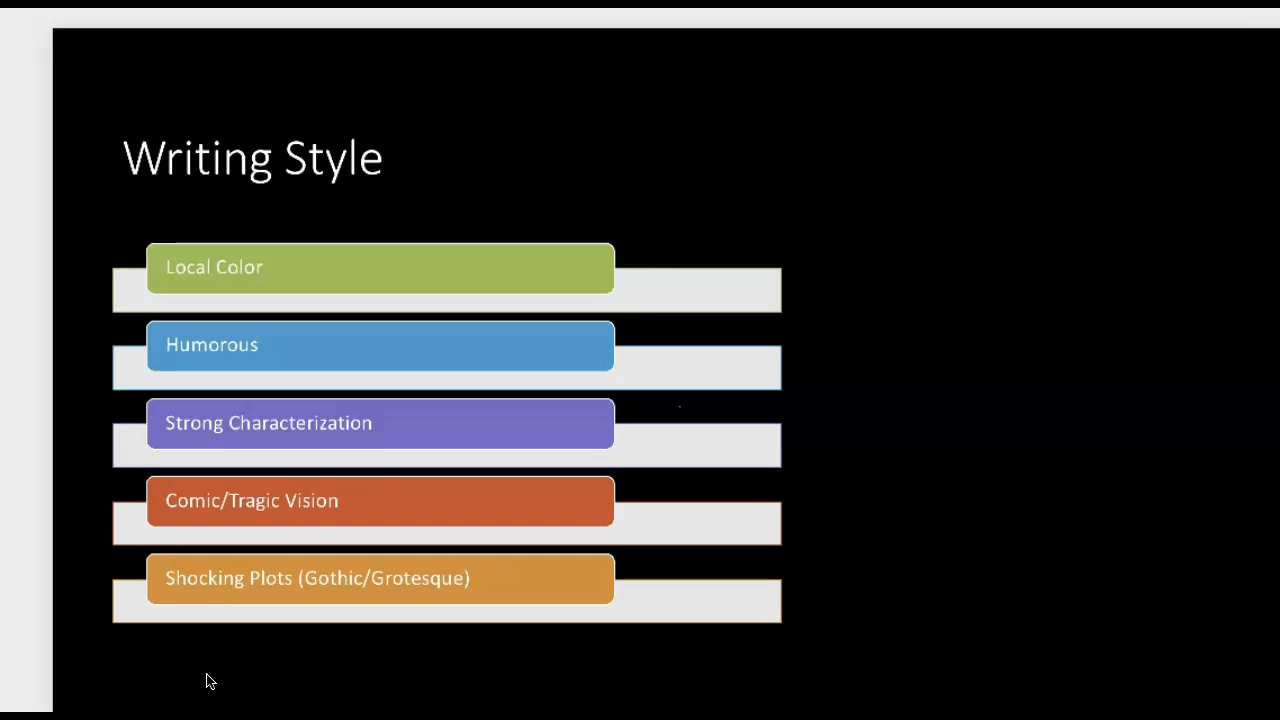 Writing Style
Local Color
Humorous
Strong Characterization
Comic/Tragic Vision
Shocking Plots (Gothic/Grotesque)